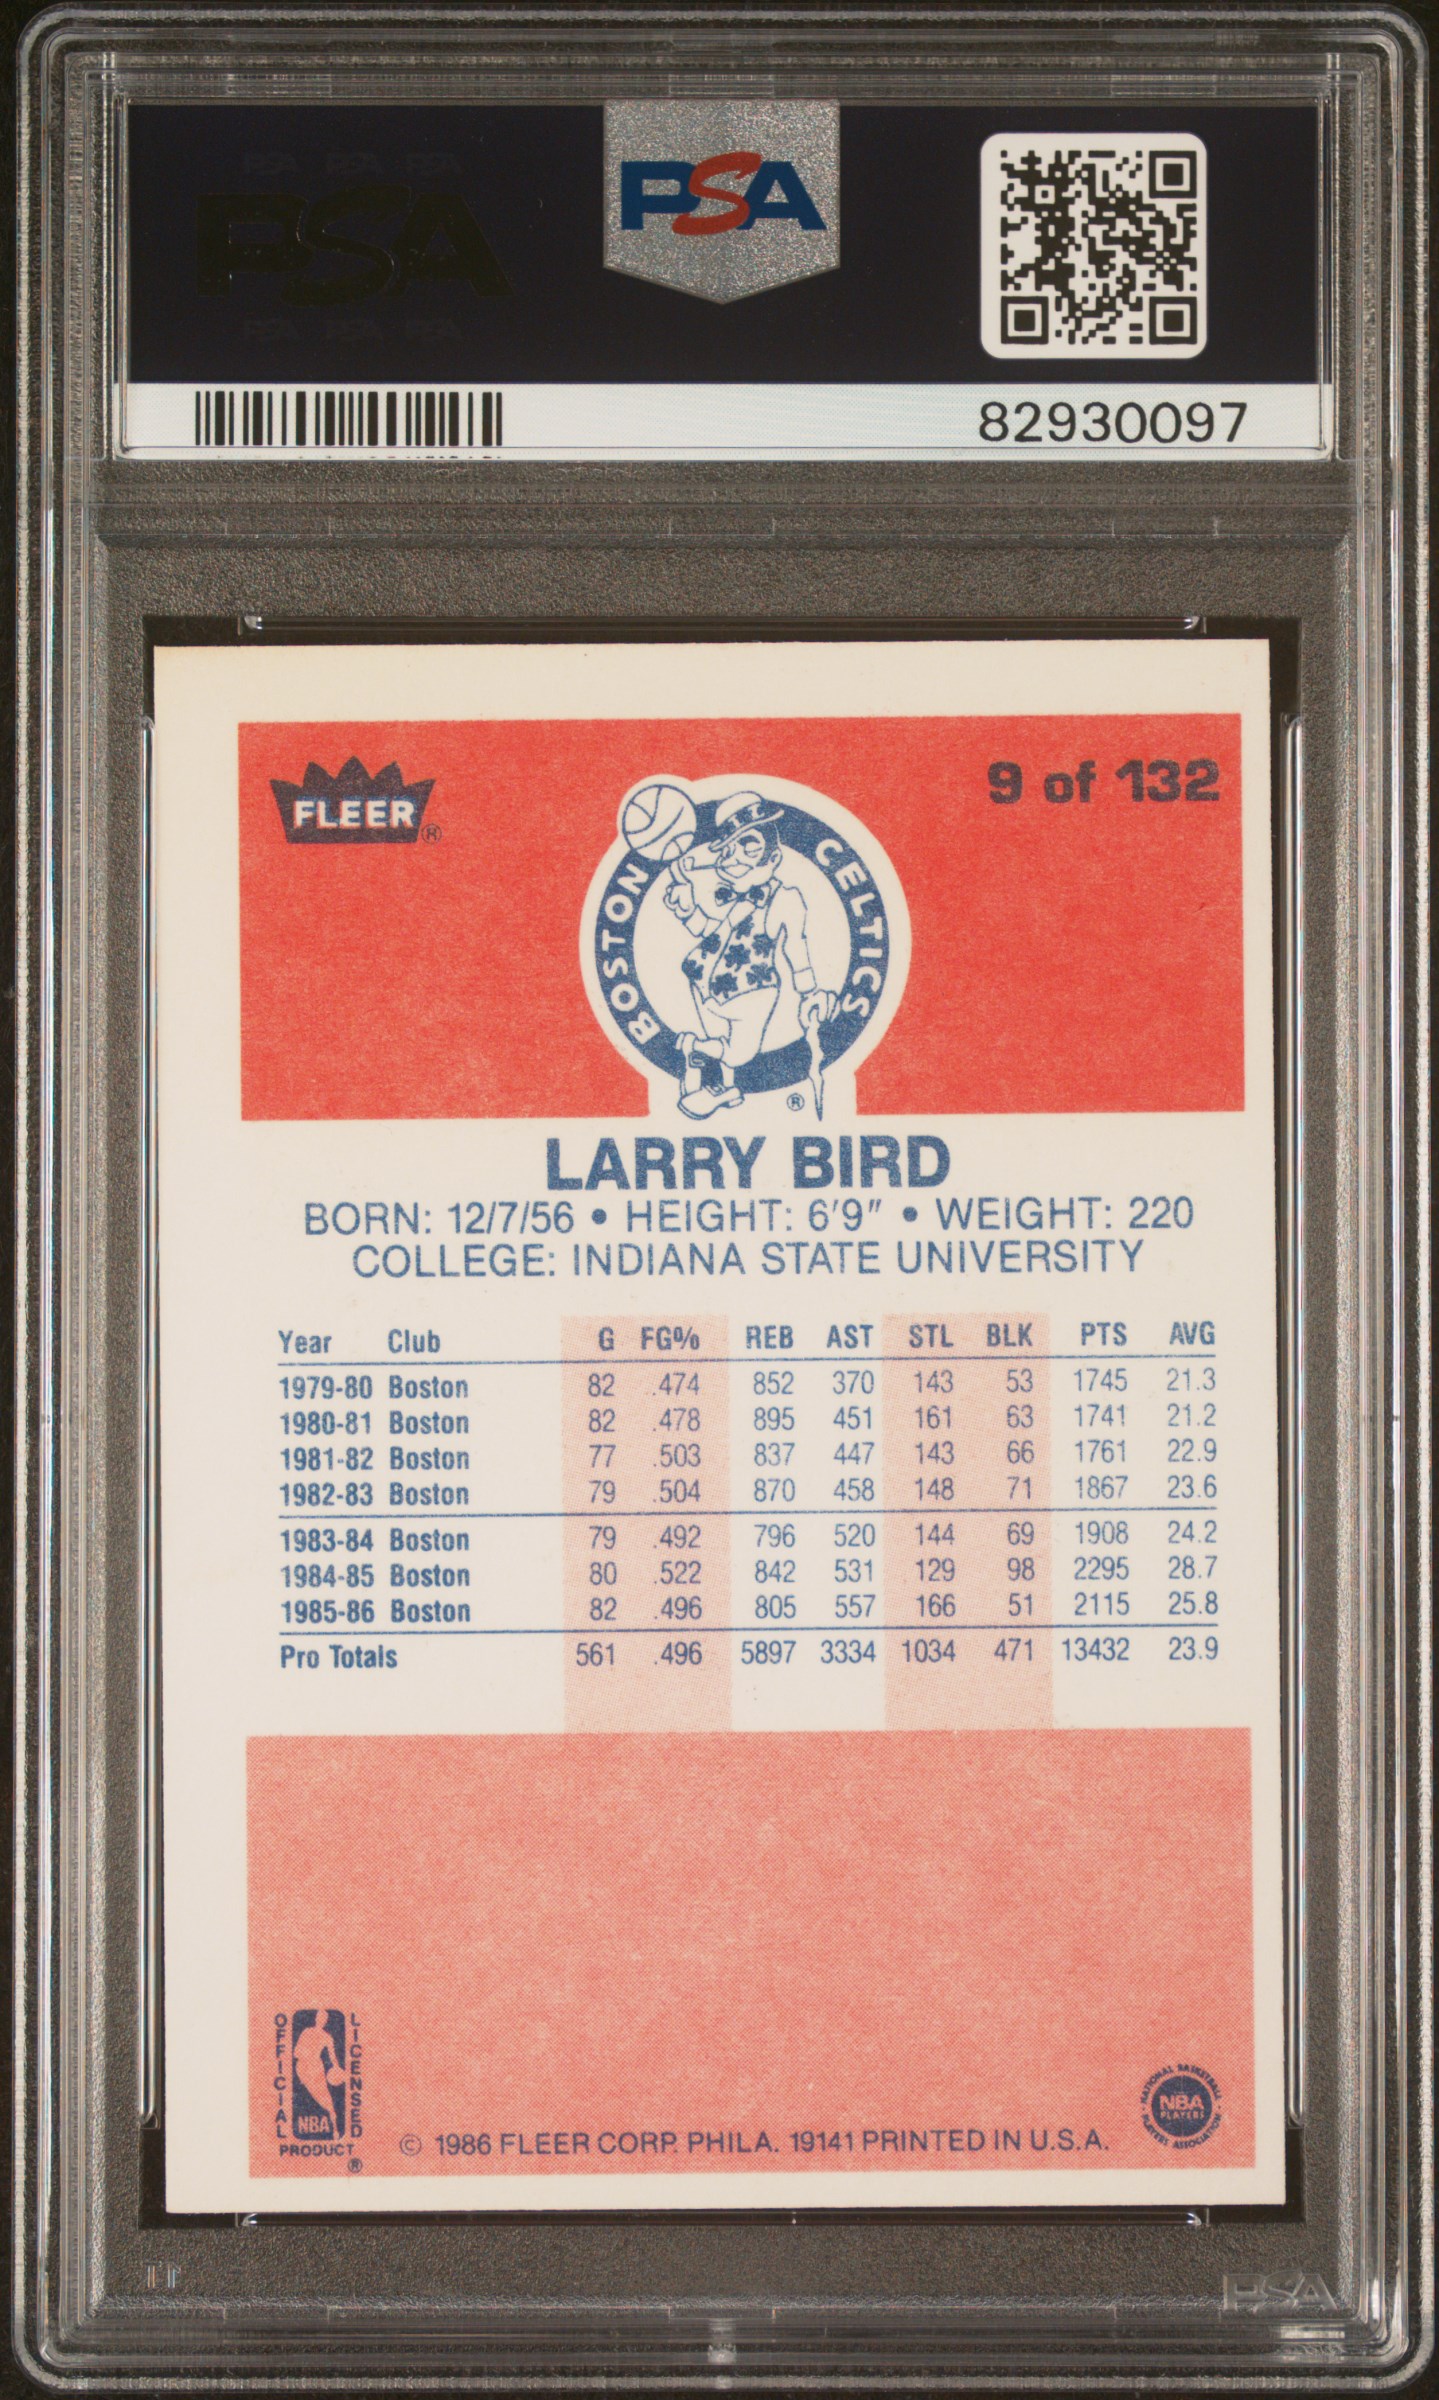 PSA
PSA
82930097
FLEER®
9 of 132
BOSTON CELTICS
®
LARRY BIRD
BORN: 12/7/56 • HEIGHT: 6'9" • WEIGHT: 220
COLLEGE: INDIANA STATE UNIVERSITY
Year Club G FG% REB AST STL BLK PTS AVG
1979-80 Boston 82 .474 852 370 143 53 1745 21.3
1980-81 Boston 82 .478 895 451 161 63 1741 21.2
1981-82 Boston 77 .503 837 447 143 66 1761 22.9
1982-83 Boston 79 .504 870 458 148 71 1867 23.6
1983-84 Boston 79 .492 796 520 144 69 1908 24.2
1984-85 Boston 80 .522 842 531 129 98 2295 28.7
1985-86 Boston 82 .496 805 557 166 51 2115 25.8
Pro Totals 561 .496 5897 3334 1034 471 13432 23.9
OFFICIAL LICENSED
NBA
PRODUCT
®
© 1986 FLEER CORP. PHILA. 19141 PRINTED IN U.S.A.
NATIONAL BASKETBALL
NBA
PLAYERS
PLAYERS ASSOCIATION
PSA